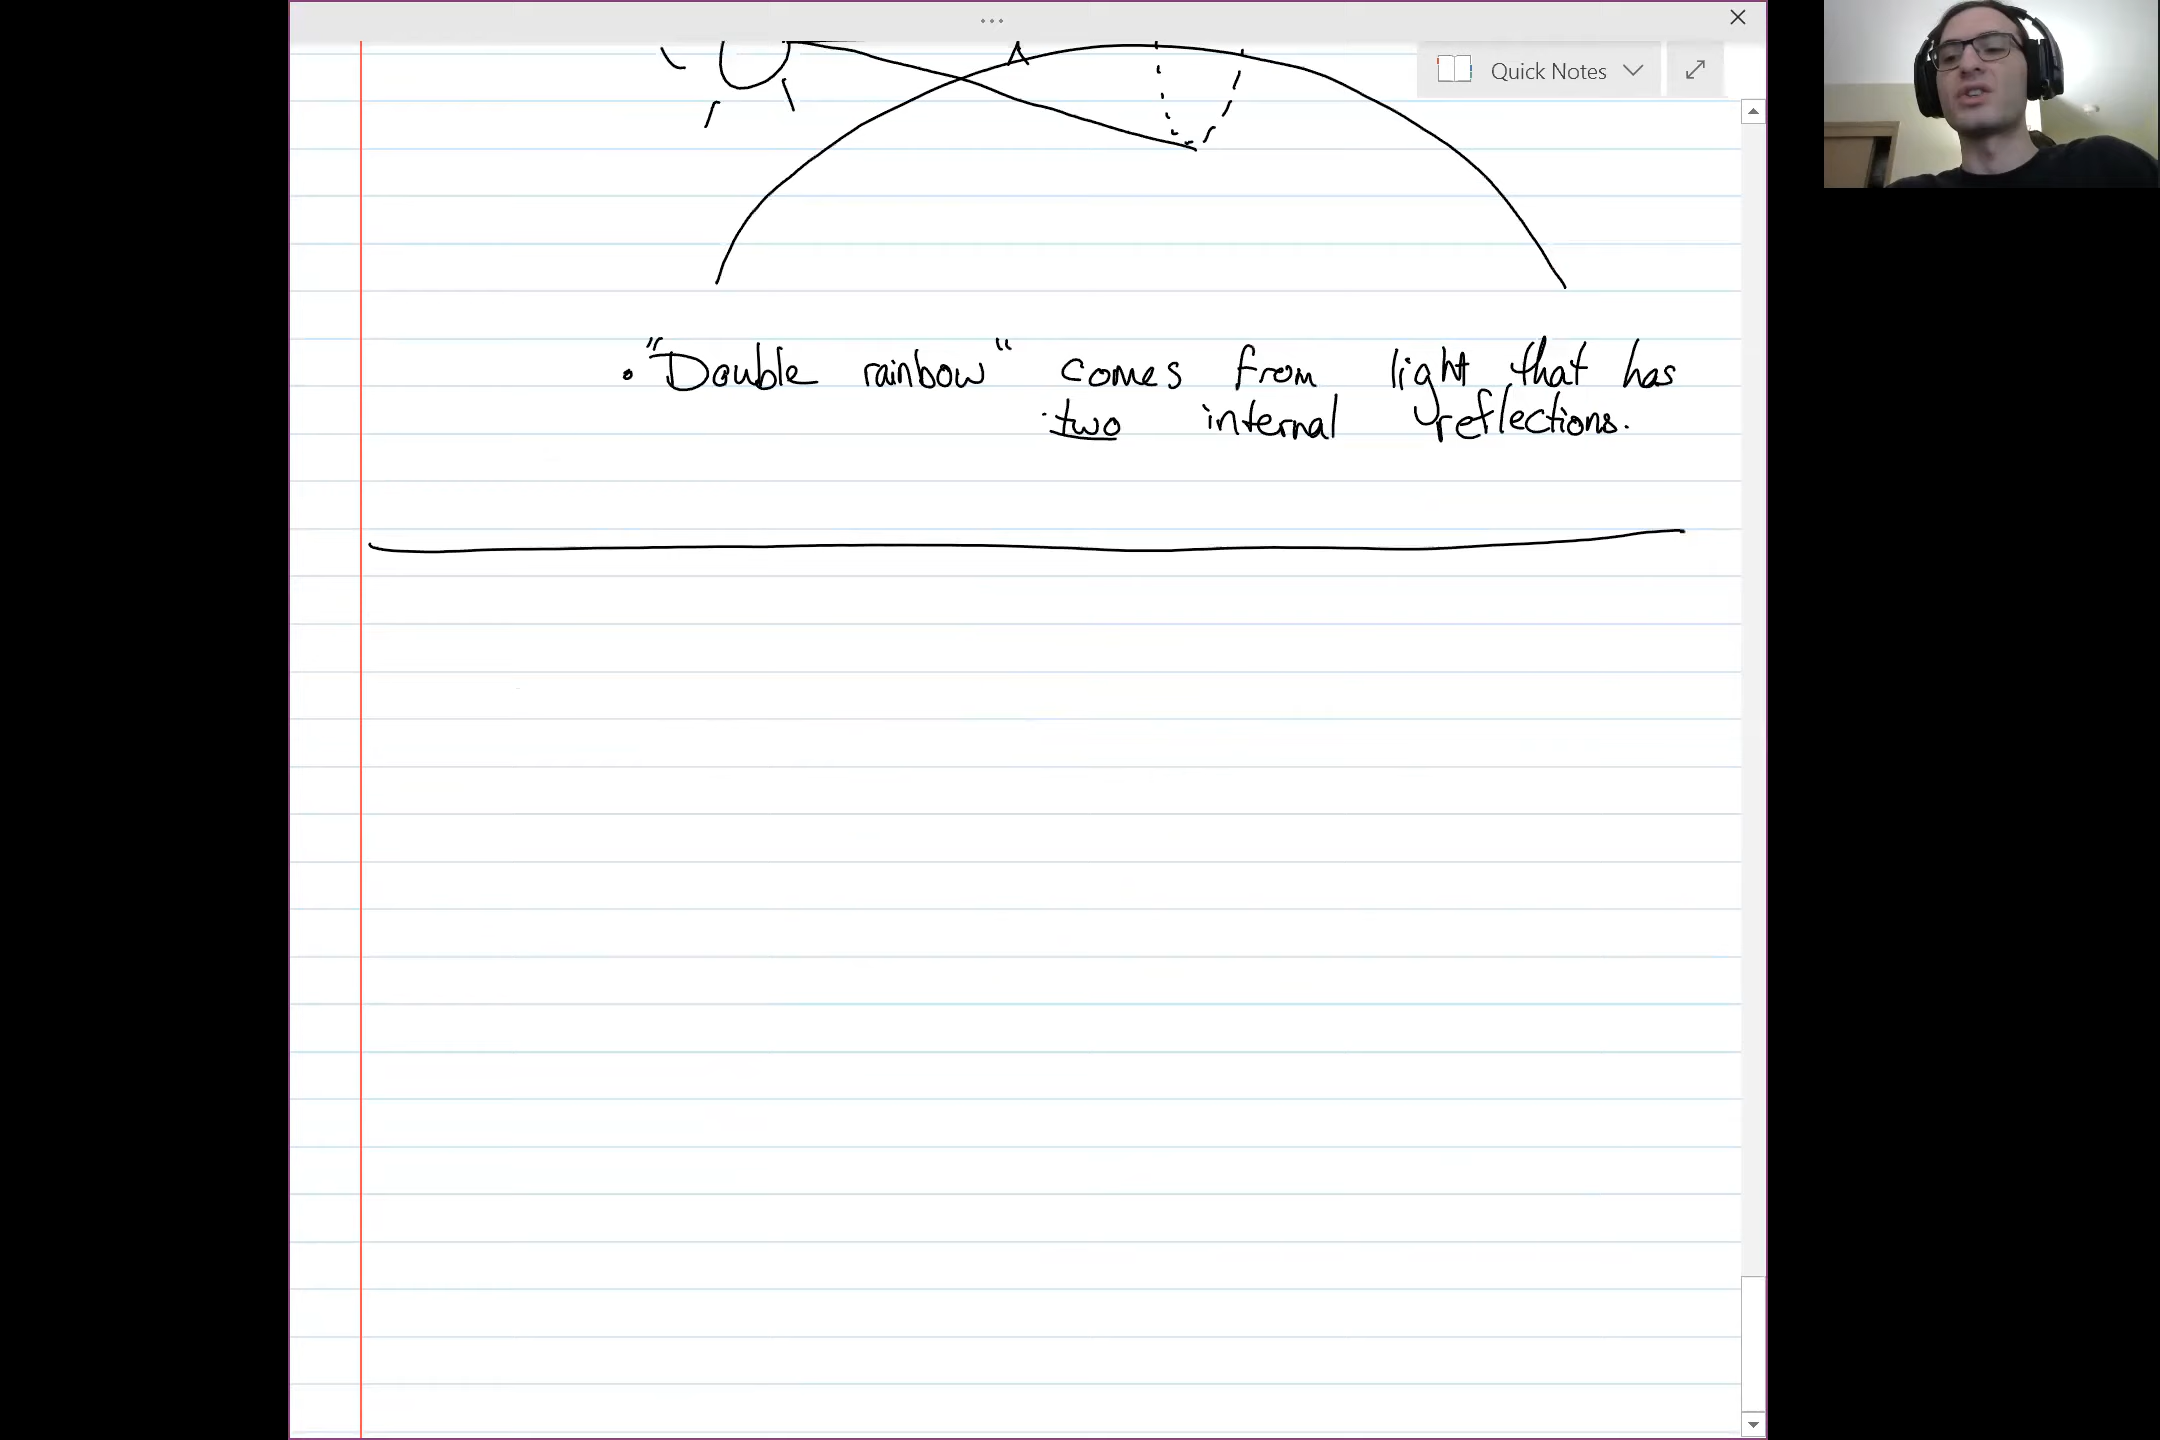 Quick Notes
• "Double rainbow" comes from light that has
two internal reflections.